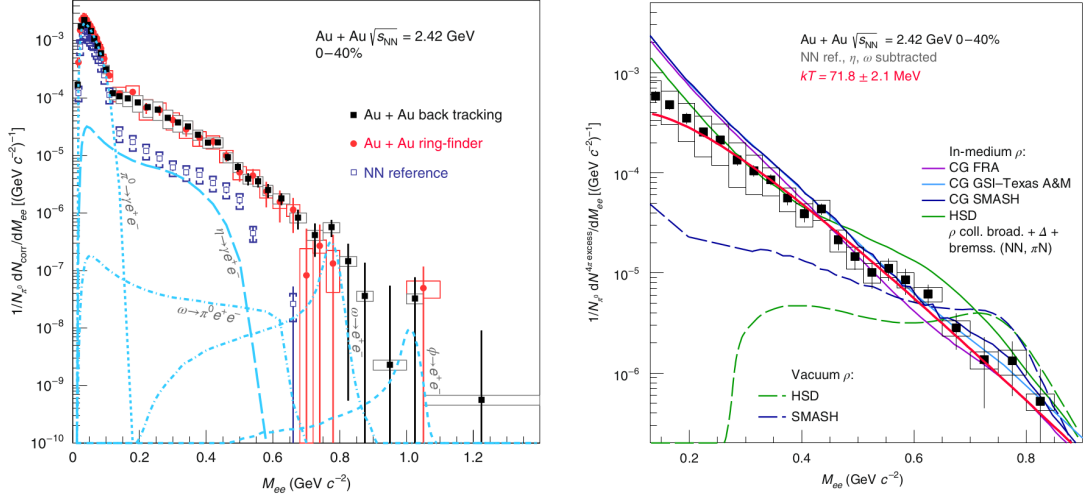 Au + Au √sNN = 2.42 GeV
0–40%
Au + Au back tracking
Au + Au ring-finder
NN reference
π⁰→γe⁺e⁻
η→γe⁺e⁻
ω→π⁰e⁺e⁻
ω→e⁺e⁻
ϕ→e⁺e⁻
1/Nπ⁰ dNcorr/dMee [(GeV c⁻²)⁻¹]
10⁻³
10⁻⁴
10⁻⁵
10⁻⁶
10⁻⁷
10⁻⁸
10⁻⁹
10⁻¹⁰
0 0.2 0.4 0.6 0.8 1.0 1.2
Mee (GeV c⁻²)
Au + Au √sNN = 2.42 GeV 0–40%
NN ref., η, ω subtracted
kT = 71.8 ± 2.1 MeV
In-medium ρ:
CG FRA
CG GSI–Texas A&M
CG SMASH
HSD
ρ coll. broad. + Δ +
bremss. (NN, πN)
Vacuum ρ:
HSD
SMASH
1/Nπ⁰ dN⁴π excess/dMee [(GeV c⁻²)⁻¹]
10⁻³
10⁻⁴
10⁻⁵
10⁻⁶
0.2 0.4 0.6 0.8
Mee (GeV c⁻²)